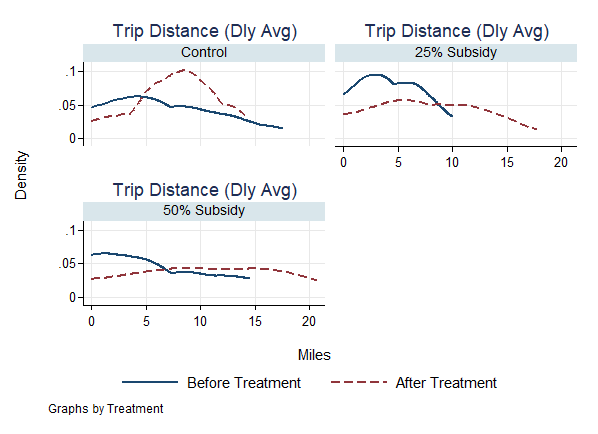 Trip Distance (Dly Avg)
Control
Trip Distance (Dly Avg)
25% Subsidy
.1
.05
0
0 5 10 15 20
Density
Trip Distance (Dly Avg)
50% Subsidy
.1
.05
0
0 5 10 15 20
Miles
Before Treatment After Treatment
Graphs by Treatment